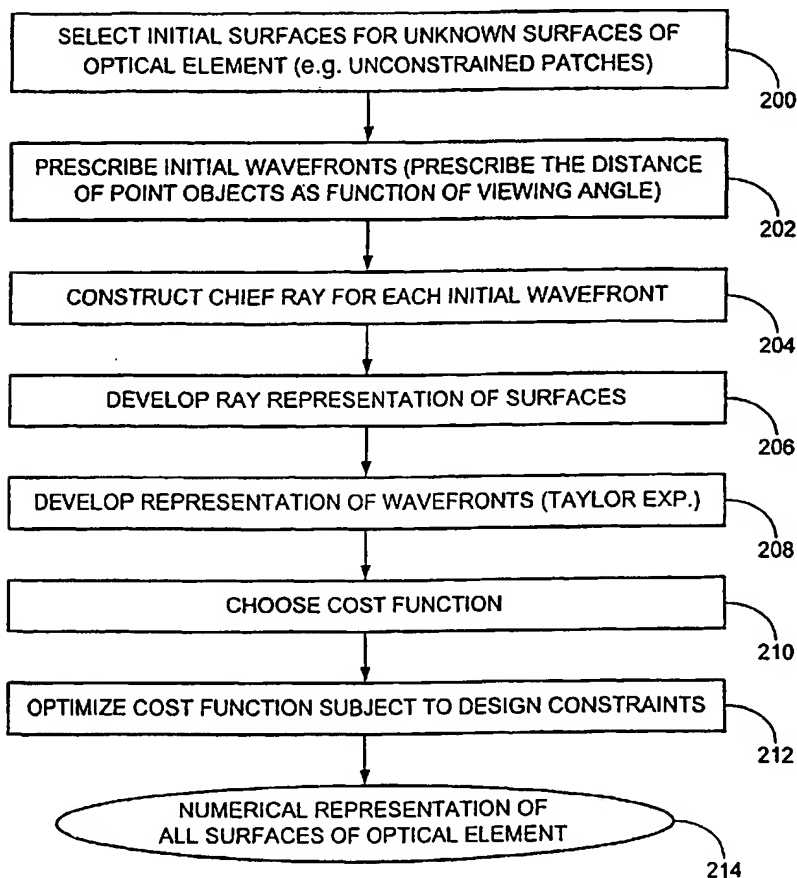 SELECT INITIAL SURFACES FOR UNKNOWN SURFACES OF
OPTICAL ELEMENT (e.g. UNCONSTRAINED PATCHES)
200
PRESCRIBE INITIAL WAVEFRONTS (PRESCRIBE THE DISTANCE
OF POINT OBJECTS AS FUNCTION OF VIEWING ANGLE)
202
CONSTRUCT CHIEF RAY FOR EACH INITIAL WAVEFRONT
204
DEVELOP RAY REPRESENTATION OF SURFACES
206
DEVELOP REPRESENTATION OF WAVEFRONTS (TAYLOR EXP.)
208
CHOOSE COST FUNCTION
210
OPTIMIZE COST FUNCTION SUBJECT TO DESIGN CONSTRAINTS
212
NUMERICAL REPRESENTATION OF
ALL SURFACES OF OPTICAL ELEMENT
214